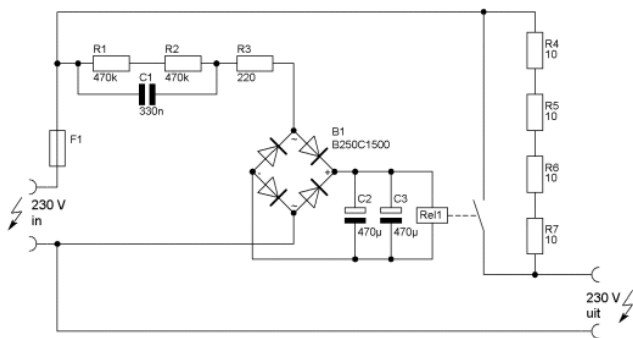 R1
470k
R2
470k
R3
220
C1
330n
F1
230 V
in
B1
B250C1500
~
-
+
~
C2
470µ
C3
470µ
Rel1
R4
10
R5
10
R6
10
R7
10
230 V
uit